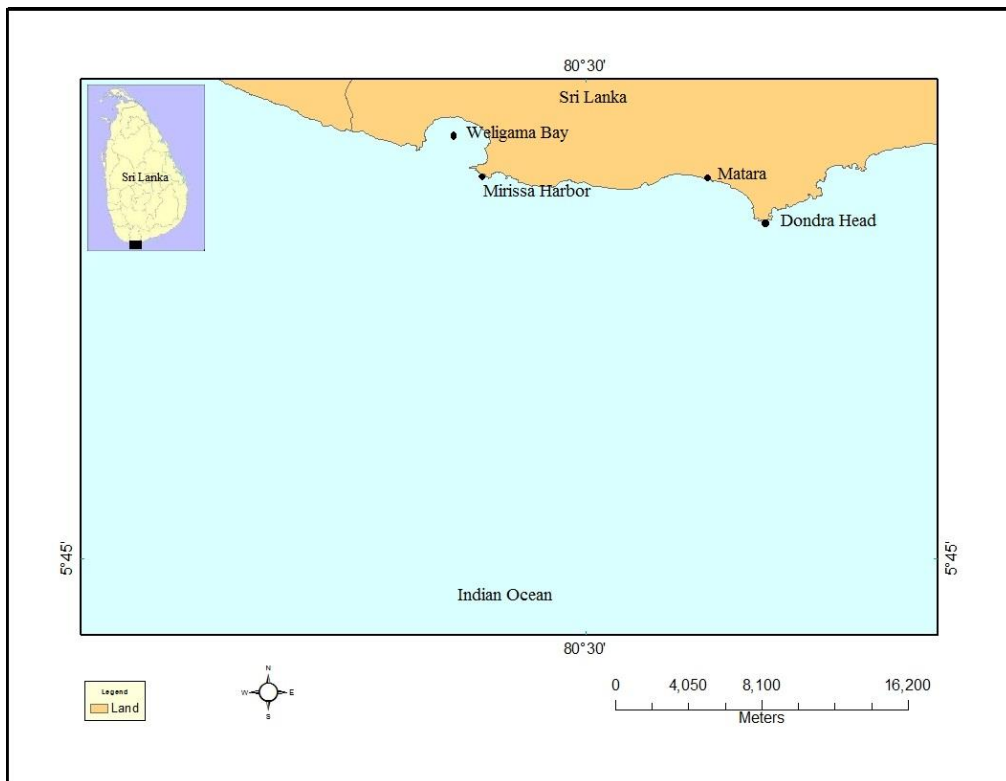 80°30'
Sri Lanka
Weligama Bay
Sri Lanka
Matara
Mirissa Harbor
Dondra Head
5°45'
5°45'
Indian Ocean
80°30'
N
W E
S
Legend
Land
0 4,050 8,100 16,200
Meters